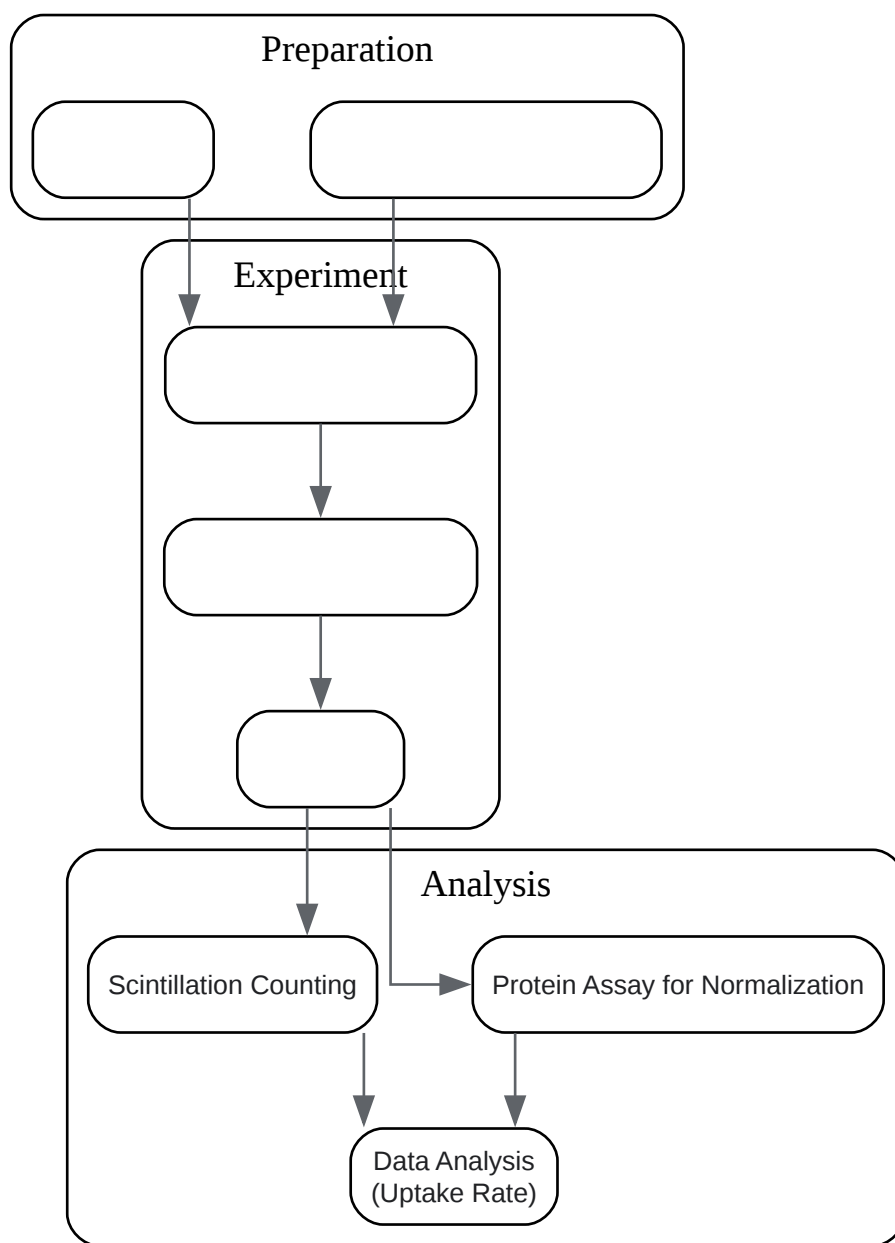 Preparation
Experiment
Analysis
Scintillation Counting
Protein Assay for Normalization
Data Analysis
(Uptake Rate)